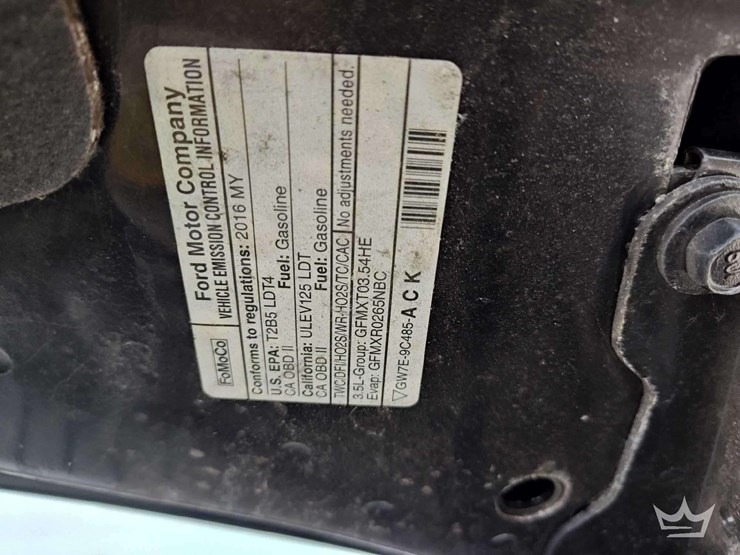 Ford Motor Company
VEHICLE EMISSION CONTROL INFORMATION
FoMoCo
Conforms to regulations: 2016 MY
U.S. EPA: T2B5 LDT4 Fuel: Gasoline
CA OBD II
California: ULEV125 LDT Fuel: Gasoline
CA OBD II
TWC/DFI/HO2S/WR-HO2S/TC/CAC No adjustments needed.
3.5L-Group: GFMXT03.54HE
Evap: GFMXR0265NBC
▽GW7E-9C485-ACK